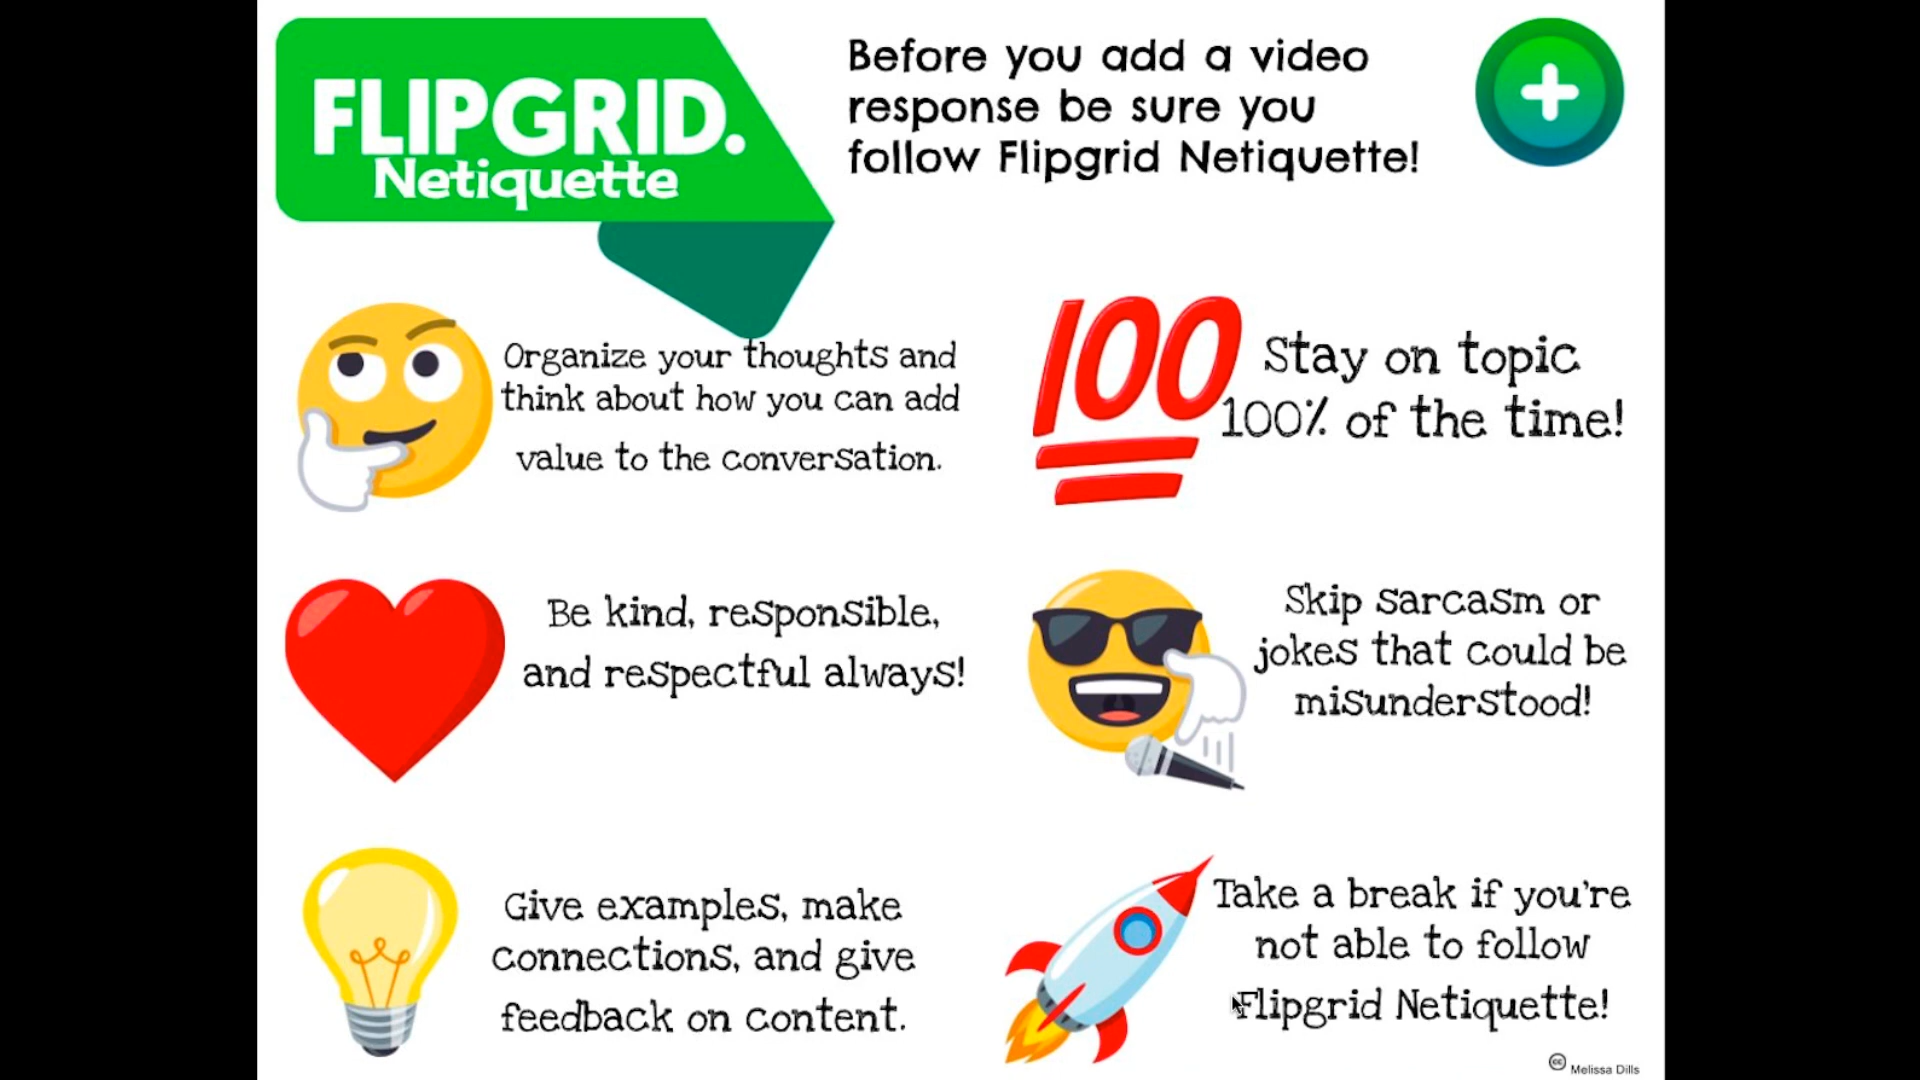 FLIPGRID.
Netiquette
Before you add a video
response be sure you
follow Flipgrid Netiquette!
Organize your thoughts and
think about how you can add
value to the conversation.
100
Stay on topic
100% of the time!
Be kind, responsible,
and respectful always!
Skip sarcasm or
jokes that could be
misunderstood!
Give examples, make
connections, and give
feedback on content.
Take a break if you're
not able to follow
Flipgrid Netiquette!
cc Melissa Dills